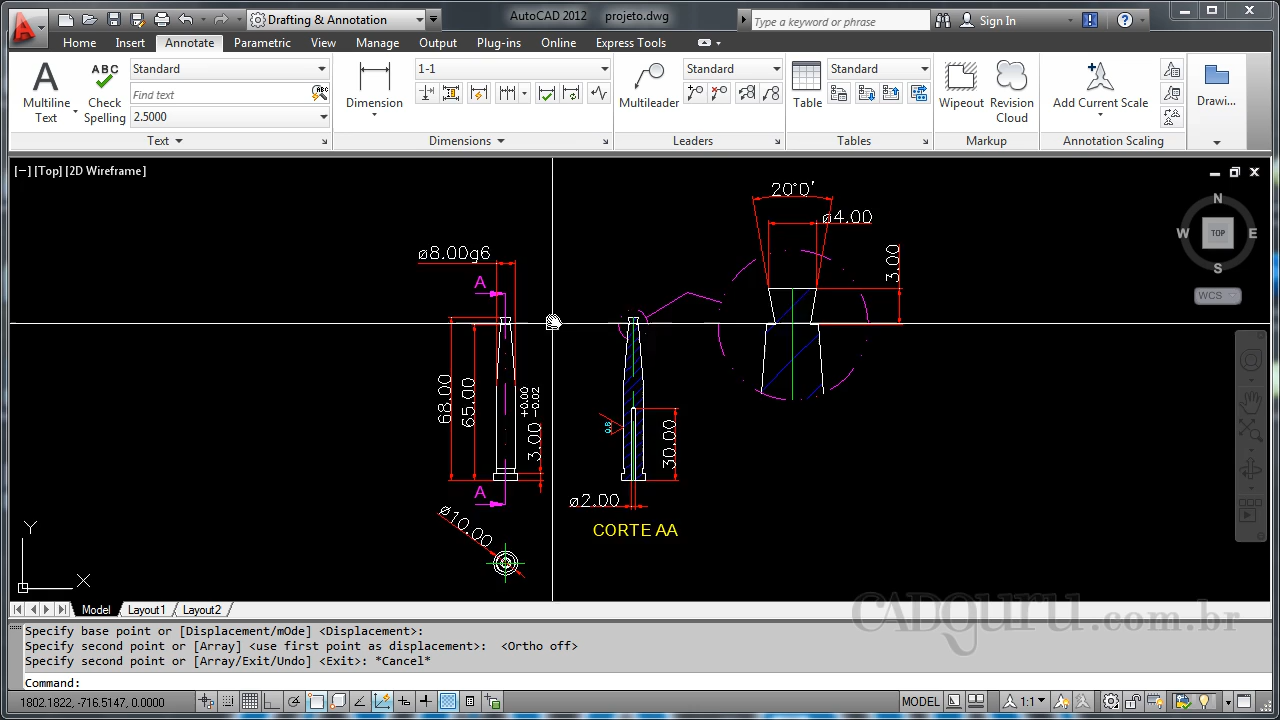 Drafting & Annotation
AutoCAD 2012 projeto.dwg
Type a keyword or phrase
Sign In
Home Insert Annotate Parametric View Manage Output Plug-ins Online Express Tools
A
Multiline Text
ABC
Check Spelling
Standard
Find text
2.5000
Dimension
1-1
Multileader
Standard
Table
Standard
Wipeout
Revision Cloud
Add Current Scale
Drawi...
Text
Dimensions
Leaders
Tables
Markup
Annotation Scaling
[−] [Top] [2D Wireframe]
N
W TOP E
S
WCS
20°0'
ø4.00
3.00
ø8.00g6
A
68.00
65.00
3.00 +0.00 -0.02
0.8
30.00
A
ø2.00
CORTE AA
ø10.00
Y
X
Model Layout1 Layout2
CADguru.com.br
Specify base point or [Displacement/mOde] <Displacement>:
Specify second point or [Array] <use first point as displacement>: <Ortho off>
Specify second point or [Array/Exit/Undo] <Exit>: *Cancel*
Command:
1802.1822, -716.5147, 0.0000
MODEL
1:1